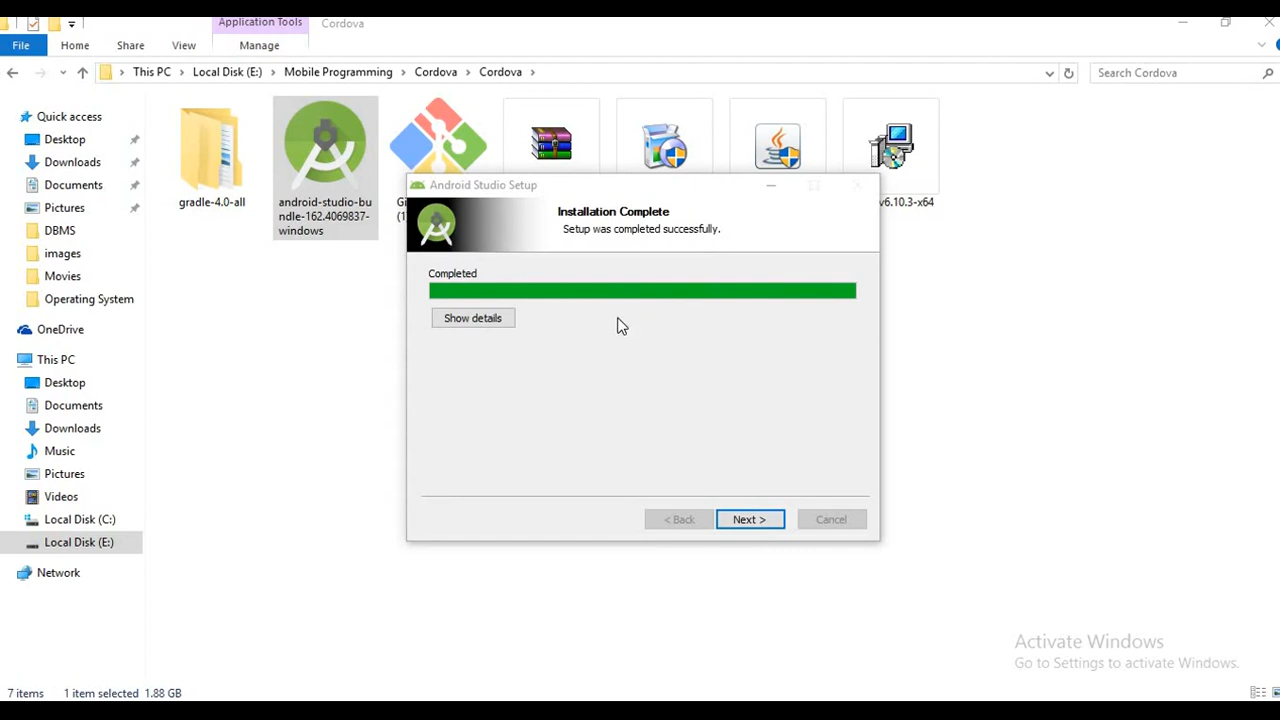 Application Tools
Cordova
File
Home
Share
View
Manage
This PC
Local Disk (E:)
Mobile Programming
Cordova
Cordova
Search Cordova
Quick access
Desktop
Downloads
Documents
Pictures
DBMS
images
Movies
Operating System
OneDrive
This PC
Desktop
Documents
Downloads
Music
Pictures
Videos
Local Disk (C:)
Local Disk (E:)
Network
gradle-4.0-all
android-studio-bu
ndle-162.4069837-
windows
v6.10.3-x64
Android Studio Setup
Installation Complete
Setup was completed successfully.
Completed
Show details
< Back
Next >
Cancel
Activate Windows
Go to Settings to activate Windows.
7 items
1 item selected
1.88 GB